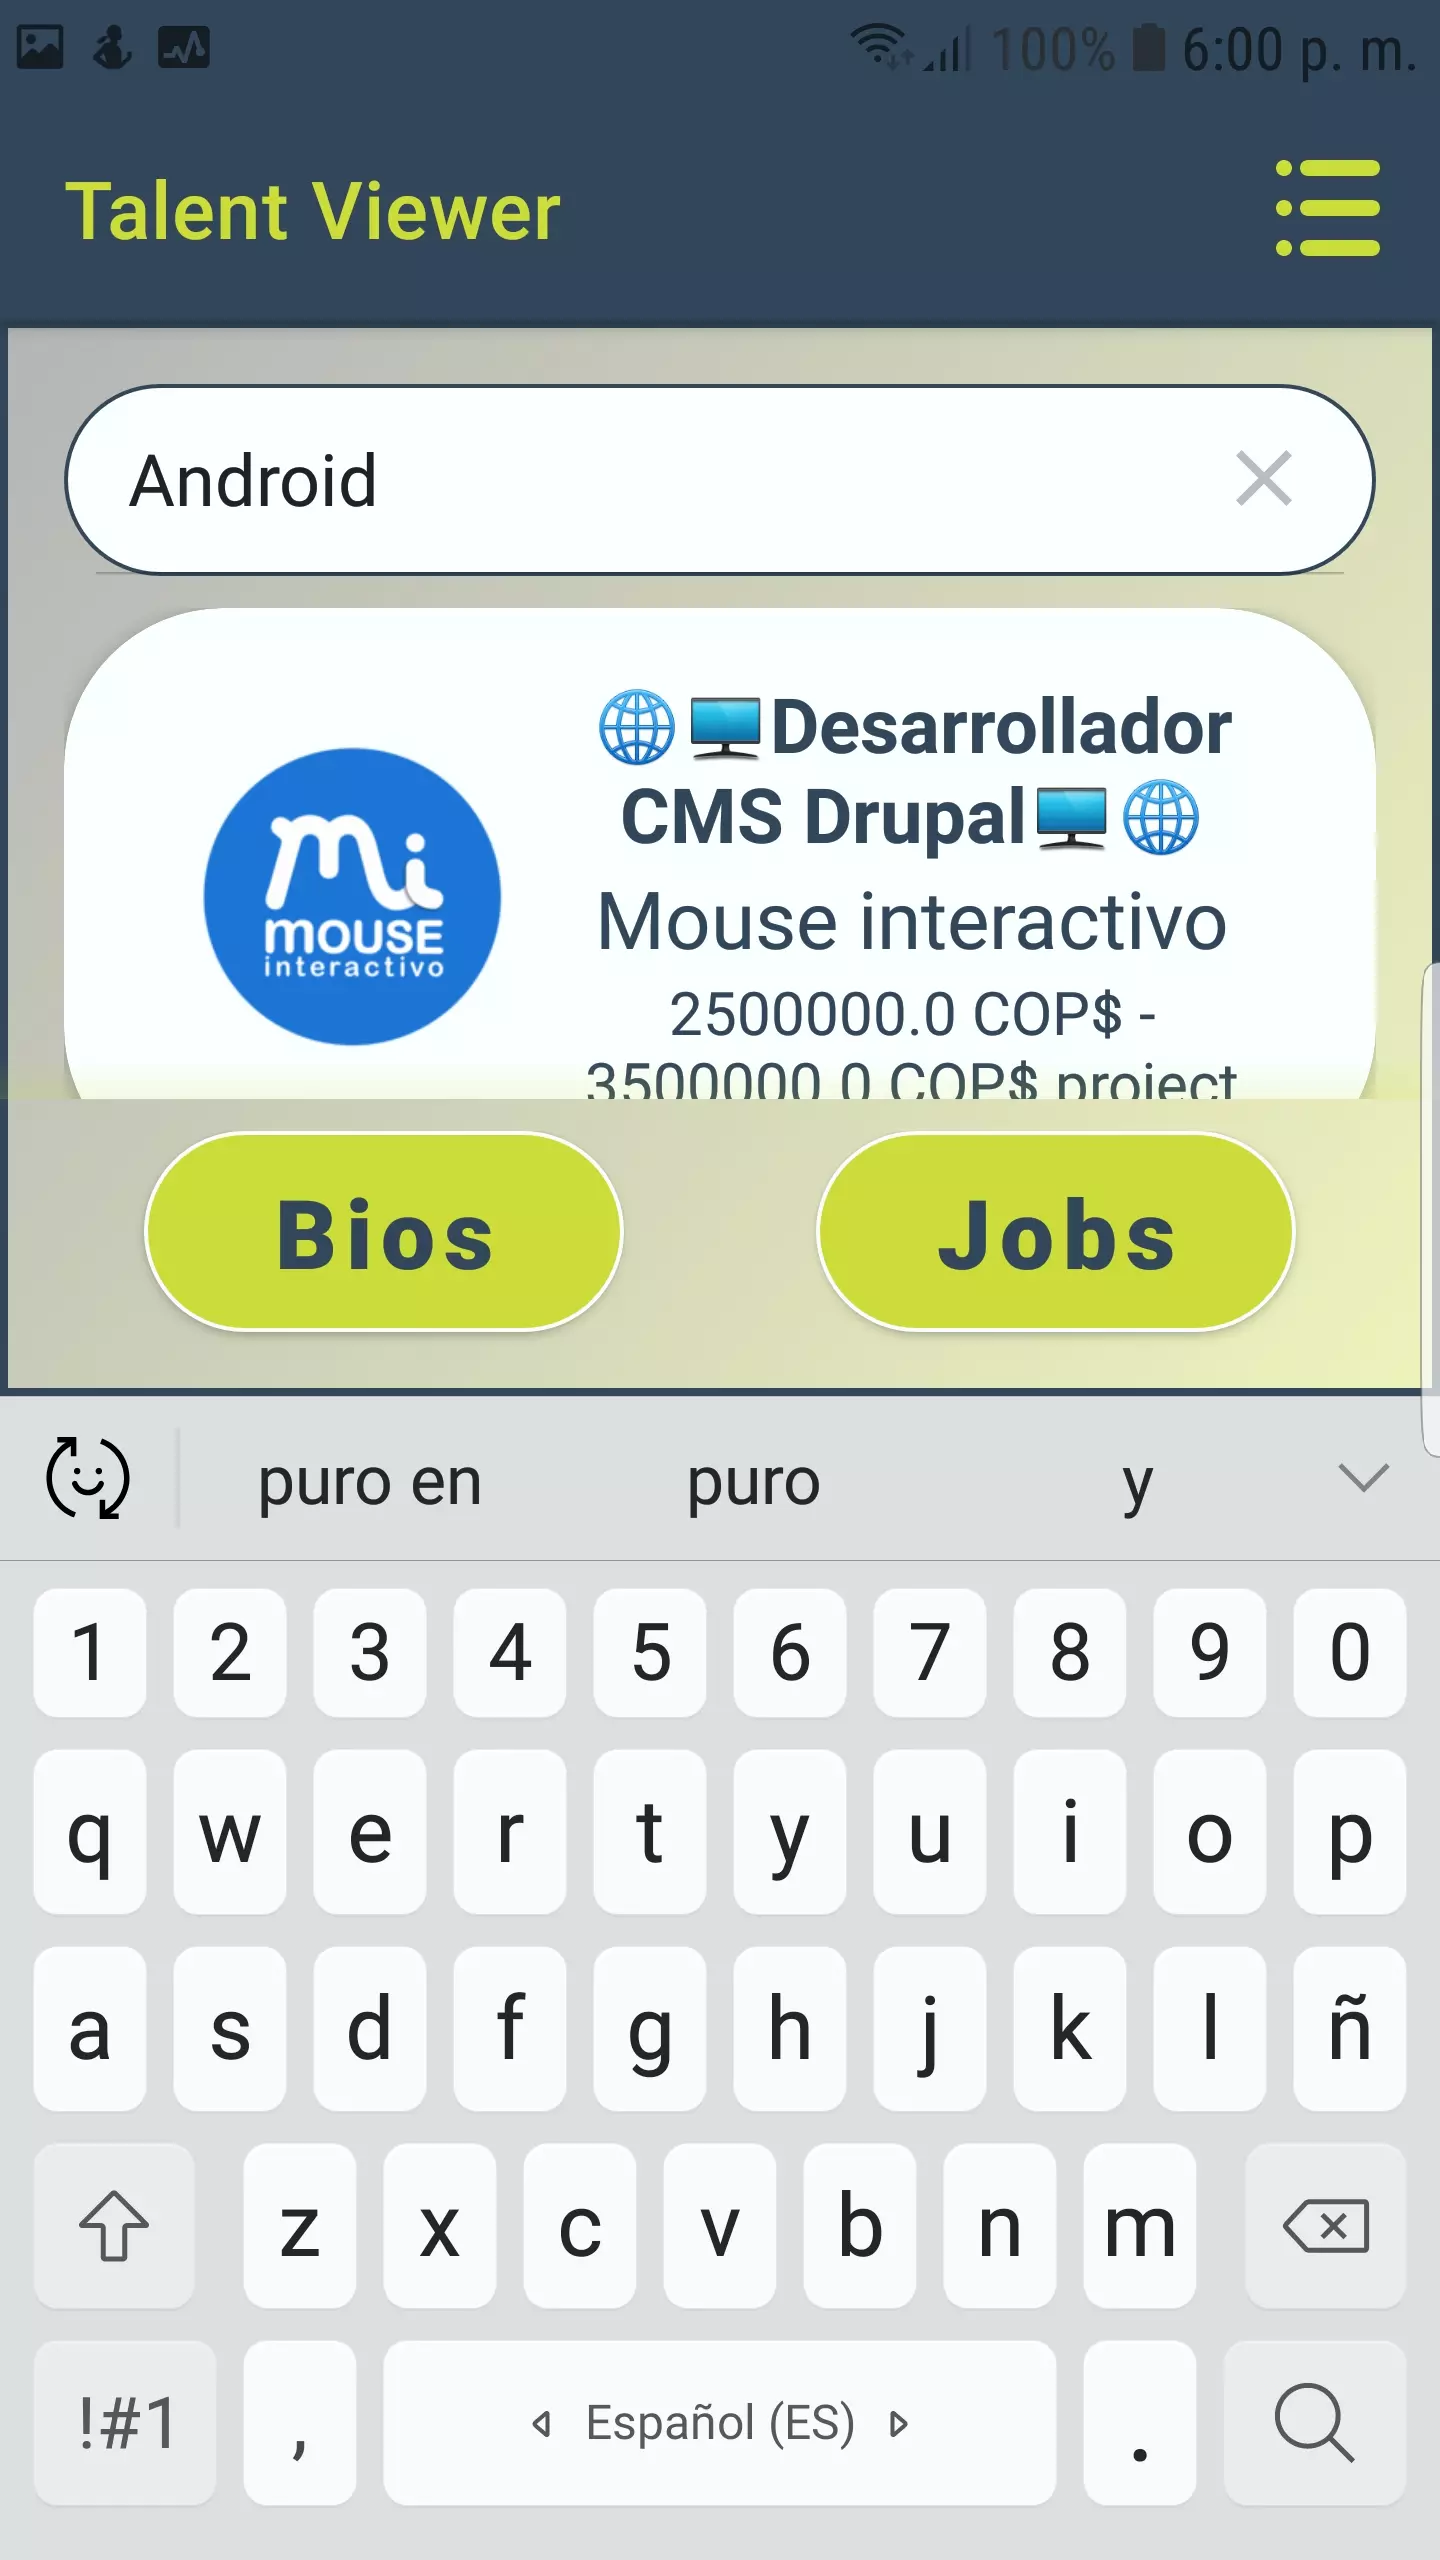 100% 6:00 p. m.
Talent Viewer
Android
🌐🖥️Desarrollador
CMS Drupal🖥️🌐
mi
mouse
interactivo
Mouse interactivo
2500000.0 COP$ -
3500000.0 COP$ project
Bios Jobs
puro en puro y
1 2 3 4 5 6 7 8 9 0
q w e r t y u i o p
a s d f g h j k l ñ
z x c v b n m
!#1 , Español (ES) .